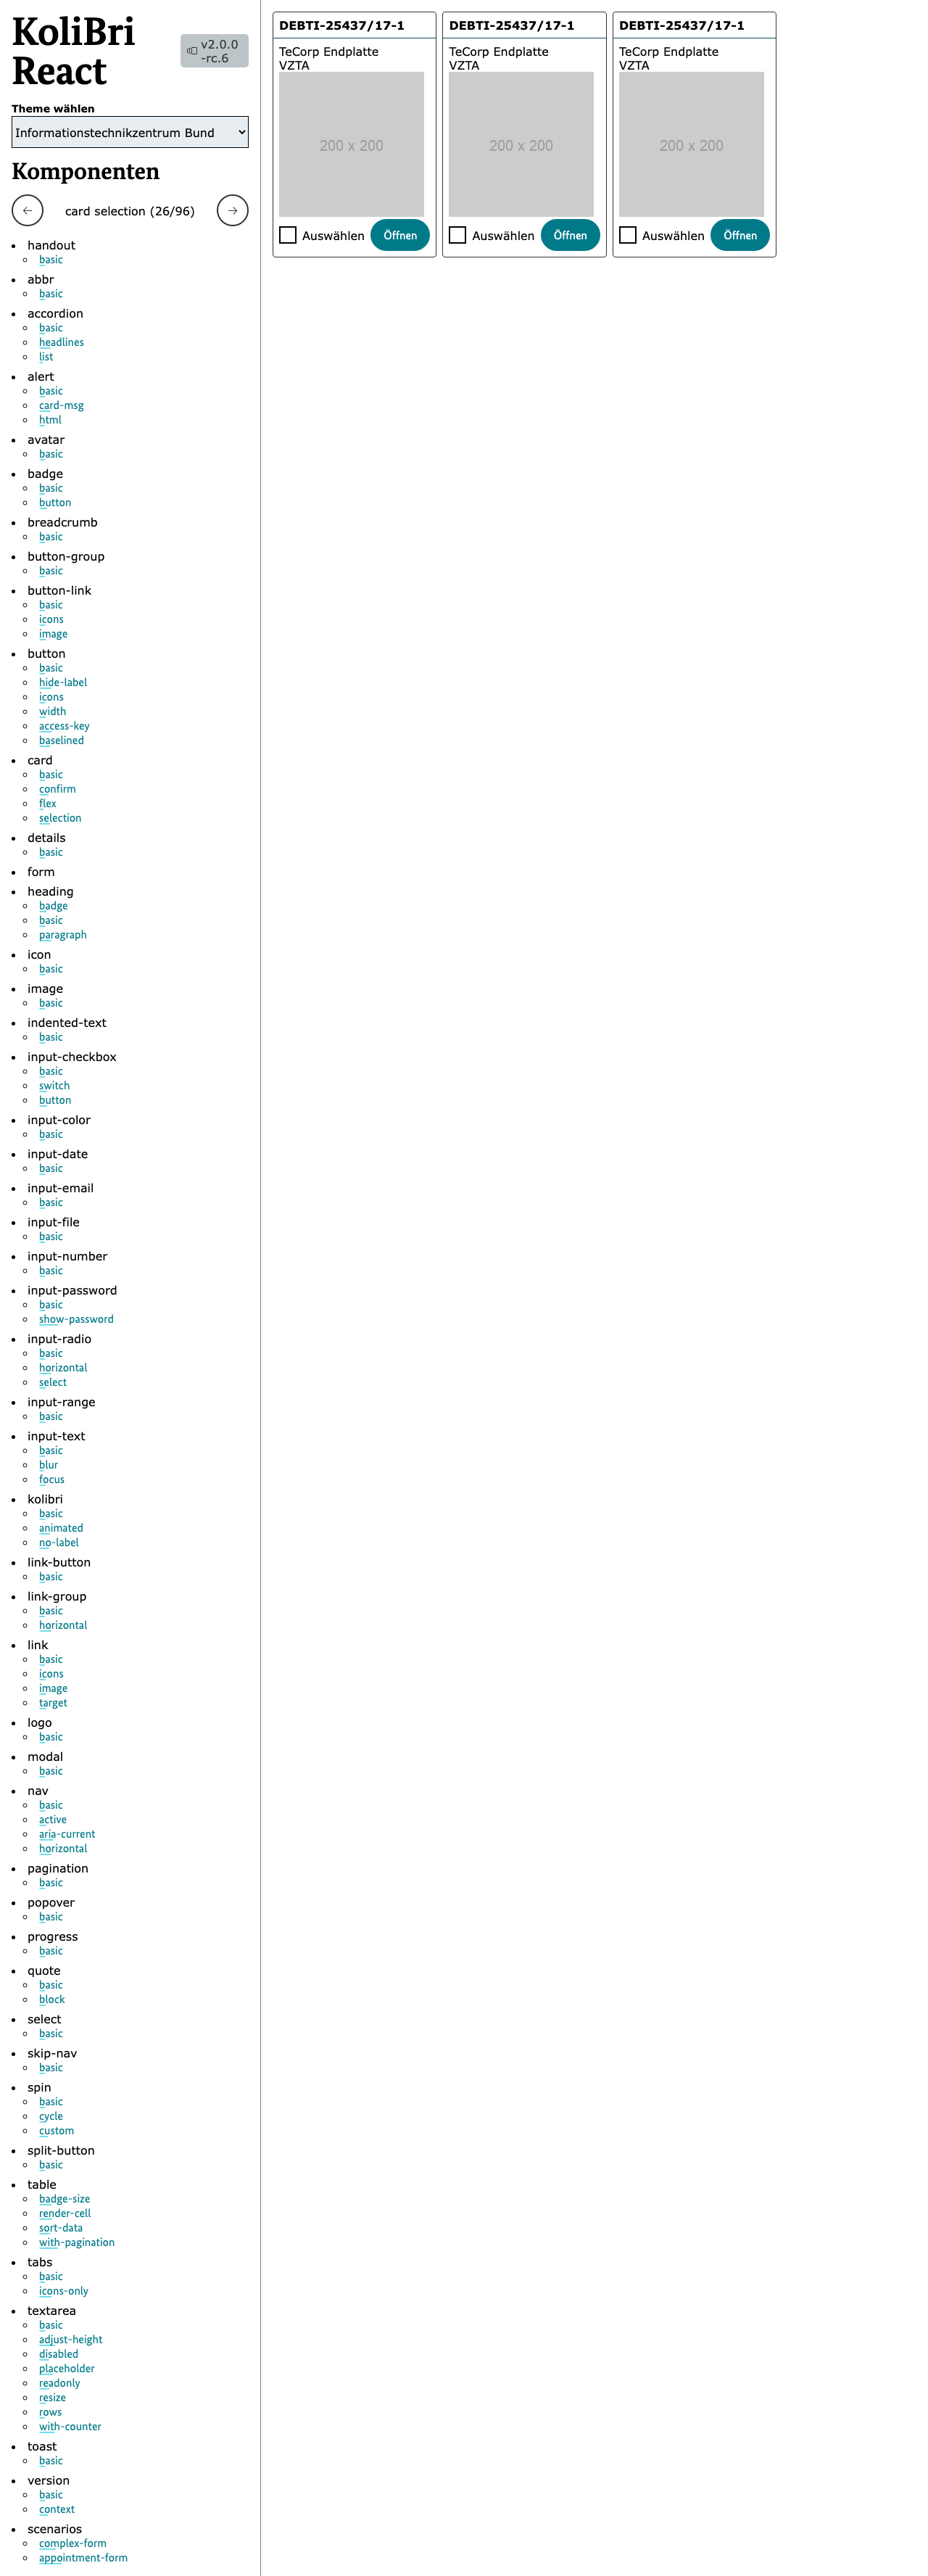 KoliBri
React
v2.0.0
-rc.6
Theme wählen
Informationstechnikzentrum Bund
Komponenten
← card selection (26/96) →
handout
basic
abbr
basic
accordion
basic
headlines
list
alert
basic
card-msg
html
avatar
basic
badge
basic
button
breadcrumb
basic
button-group
basic
button-link
basic
icons
image
button
basic
hide-label
icons
width
access-key
baselined
card
basic
confirm
flex
selection
details
basic
form
heading
badge
basic
paragraph
icon
basic
image
basic
indented-text
basic
input-checkbox
basic
switch
button
input-color
basic
input-date
basic
input-email
basic
input-file
basic
input-number
basic
input-password
basic
show-password
input-radio
basic
horizontal
select
input-range
basic
input-text
basic
blur
focus
kolibri
basic
animated
no-label
link-button
basic
link-group
basic
horizontal
link
basic
icons
image
target
logo
basic
modal
basic
nav
basic
active
aria-current
horizontal
pagination
basic
popover
basic
progress
basic
quote
basic
block
select
basic
skip-nav
basic
spin
basic
cycle
custom
split-button
basic
table
badge-size
render-cell
sort-data
with-pagination
tabs
basic
icons-only
textarea
basic
adjust-height
disabled
placeholder
readonly
resize
rows
with-counter
toast
basic
version
basic
context
scenarios
complex-form
appointment-form
DEBTI-25437/17-1
TeCorp Endplatte
VZTA
200 x 200
Auswählen Öffnen
DEBTI-25437/17-1
TeCorp Endplatte
VZTA
200 x 200
Auswählen Öffnen
DEBTI-25437/17-1
TeCorp Endplatte
VZTA
200 x 200
Auswählen Öffnen